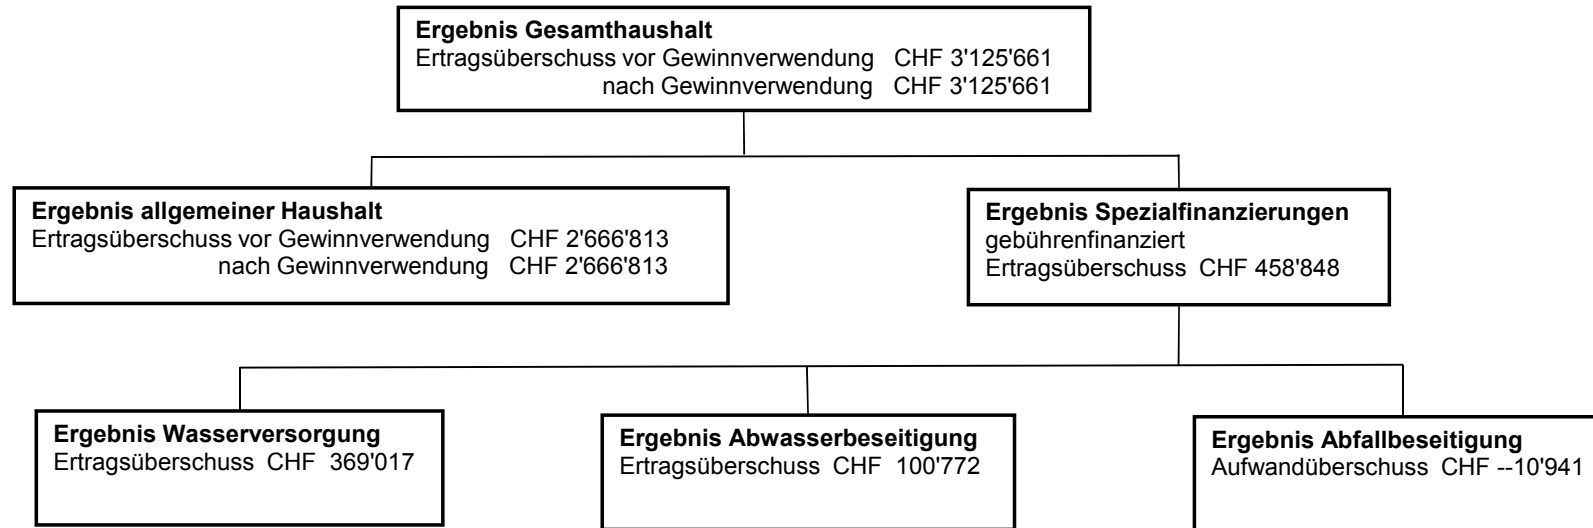 Ergebnis Gesamthaushalt
Ertragsüberschuss vor Gewinnverwendung CHF 3'125'661
nach Gewinnverwendung CHF 3'125'661
Ergebnis allgemeiner Haushalt
Ertragsüberschuss vor Gewinnverwendung CHF 2'666'813
nach Gewinnverwendung CHF 2'666'813
Ergebnis Spezialfinanzierungen
gebührenfinanziert
Ertragsüberschuss CHF 458'848
Ergebnis Wasserversorgung
Ertragsüberschuss CHF 369'017
Ergebnis Abwasserbeseitigung
Ertragsüberschuss CHF 100'772
Ergebnis Abfallbeseitigung
Aufwandüberschuss CHF --10'941